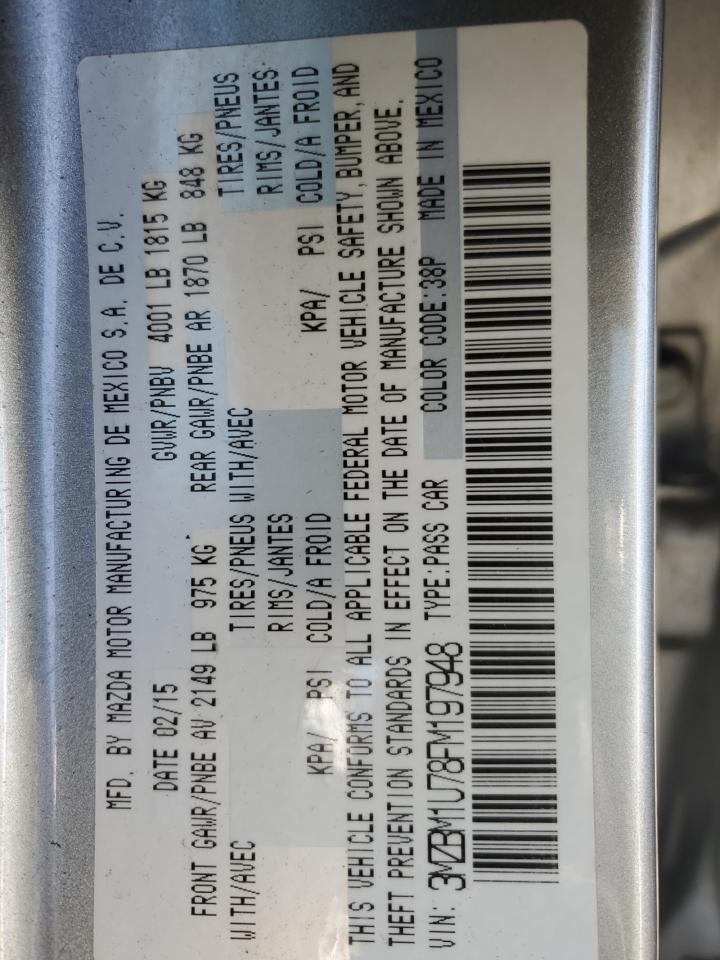 MFD. BY MAZDA MOTOR MANUFACTURING DE MEXICO S.A. DE C.V.
DATE 02/15 GVWR/PNBV 4001 LB 1815 KG
FRONT GAWR/PNBE AV 2149 LB 975 KG REAR GAWR/PNBE AR 1870 LB 848 KG
WITH/AVEC TIRES/PNEUS WITH/AVEC TIRES/PNEUS
RIMS/JANTES RIMS/JANTES
KPA/ PSI COLD/A FROID KPA/ PSI COLD/A FROID
THIS VEHICLE CONFORMS TO ALL APPLICABLE FEDERAL MOTOR VEHICLE SAFETY,BUMPER,AND
THEFT PREVENTION STANDARDS IN EFFECT ON THE DATE OF MANUFACTURE SHOWN ABOVE.
VIN: 3MZBM1U78FM197948 TYPE:PASS CAR COLOR CODE:38P MADE IN MEXICO